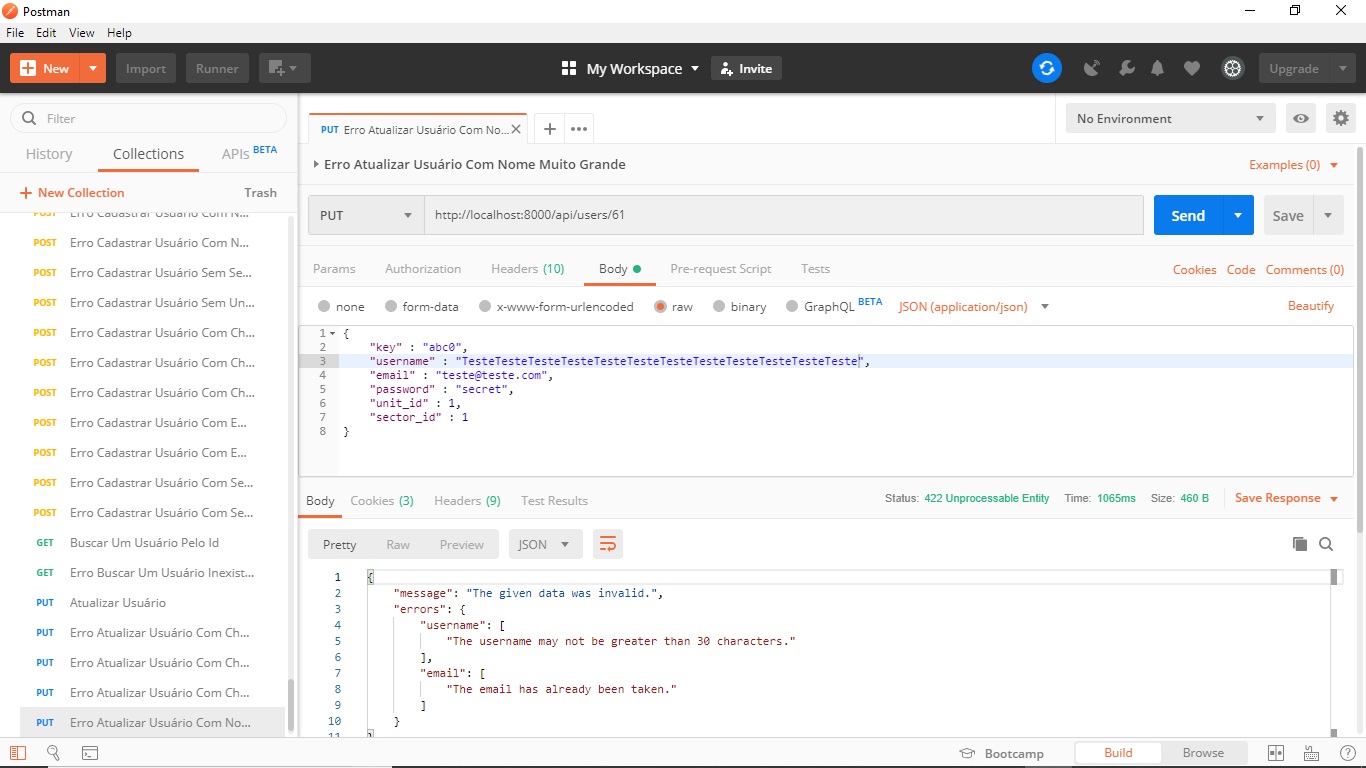 Postman
File Edit View Help
New Import Runner My Workspace Invite Upgrade
Filter
History Collections APIs BETA
New Collection Trash
Erro Cadastrar Usuário Com N...
POST Erro Cadastrar Usuário Com N...
POST Erro Cadastrar Usuário Sem Se...
POST Erro Cadastrar Usuário Sem Un...
POST Erro Cadastrar Usuário Com Ch...
POST Erro Cadastrar Usuário Com Ch...
POST Erro Cadastrar Usuário Com Ch...
POST Erro Cadastrar Usuário Com E...
POST Erro Cadastrar Usuário Com E...
POST Erro Cadastrar Usuário Com Se...
POST Erro Cadastrar Usuário Com Se...
GET Buscar Um Usuário Pelo Id
GET Erro Buscar Um Usuário Inexist...
PUT Atualizar Usuário
PUT Erro Atualizar Usuário Com Ch...
PUT Erro Atualizar Usuário Com Ch...
PUT Erro Atualizar Usuário Com Ch...
PUT Erro Atualizar Usuário Com No...
PUT Erro Atualizar Usuário Com No... No Environment
Erro Atualizar Usuário Com Nome Muito Grande Examples (0)
PUT http://localhost:8000/api/users/61 Send Save
Params Authorization Headers (10) Body Pre-request Script Tests Cookies Code Comments (0)
none form-data x-www-form-urlencoded raw binary GraphQL BETA JSON (application/json) Beautify
1 {
2 "key" : "abc0",
3 "username" : "TesteTesteTesteTesteTesteTesteTesteTesteTesteTesteTesteTeste",
4 "email" : "teste@teste.com",
5 "password" : "secret",
6 "unit_id" : 1,
7 "sector_id" : 1
8 }
Body Cookies (3) Headers (9) Test Results Status: 422 Unprocessable Entity Time: 1065ms Size: 460 B Save Response
Pretty Raw Preview JSON
1 {
2 "message": "The given data was invalid.",
3 "errors": {
4 "username": [
5 "The username may not be greater than 30 characters."
6 ],
7 "email": [
8 "The email has already been taken."
9 ]
10 }
11 }
Bootcamp Build Browse